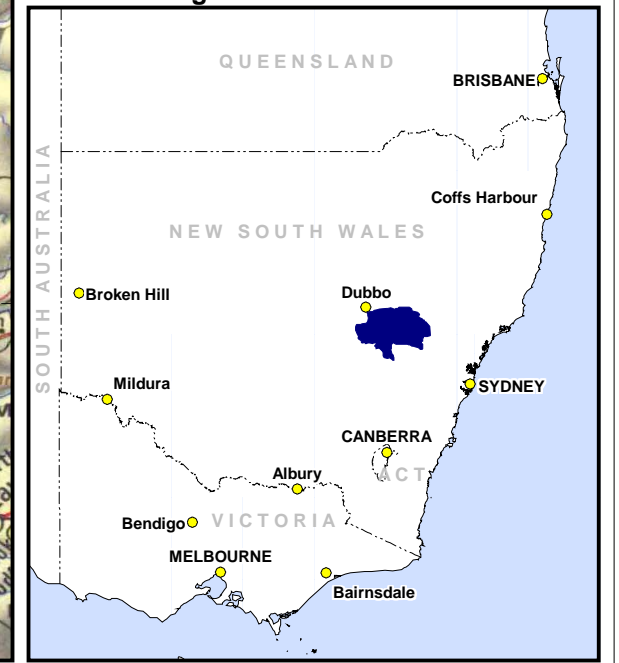 QUEENSLAND
BRISBANE
Coffs Harbour
SOUTH AUSTRALIA
NEW SOUTH WALES
Broken Hill
Dubbo
Mildura
SYDNEY
CANBERRA
ACT
Albury
Bendigo
VICTORIA
MELBOURNE
Bairnsdale